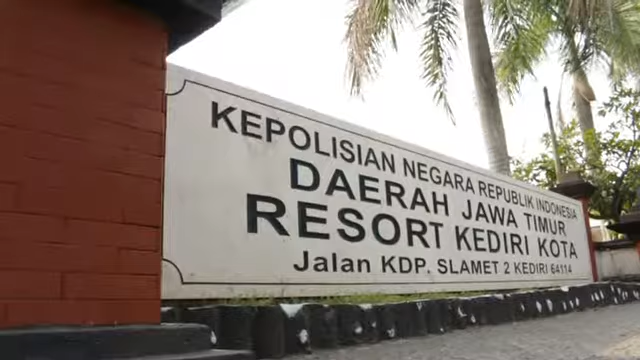 KEPOLISIAN NEGARA REPUBLIK INDONESIA
DAERAH JAWA TIMUR
RESORT KEDIRI KOTA
Jalan KDP. SLAMET 2 KEDIRI 64114